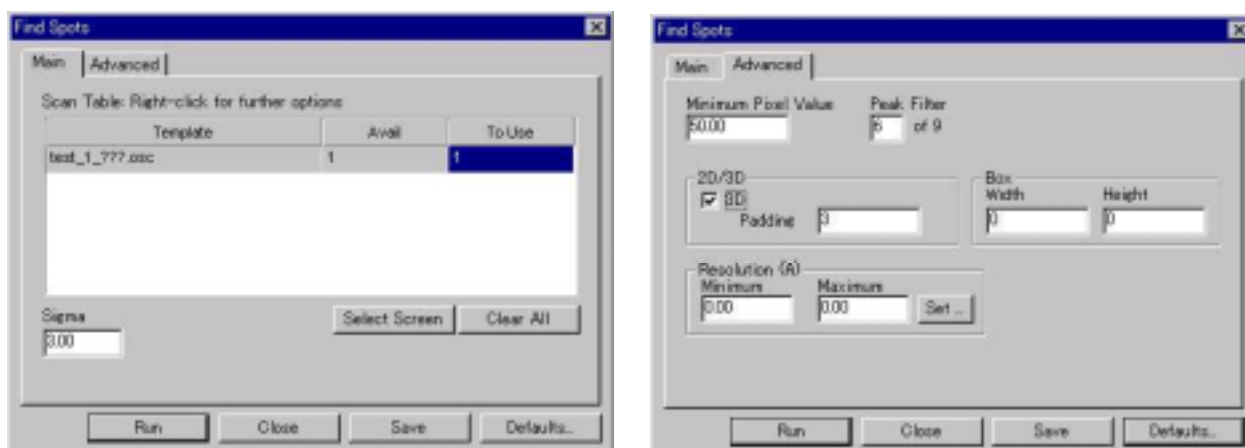 Find Spots
Main Advanced
Scan Table: Right-click for further options
Template Avail To Use
test_1_???.osc 1 1
Sigma
3.00
Select Screen Clear All
Run Close Save Defaults...
Find Spots
Main Advanced
Minimum Pixel Value Peak Filter
50.00 6 of 9
2D/3D Box
3D Width Height
Padding 3 0 0
Resolution (A)
Minimum Maximum
0.00 0.00 Set ...
Run Close Save Defaults...